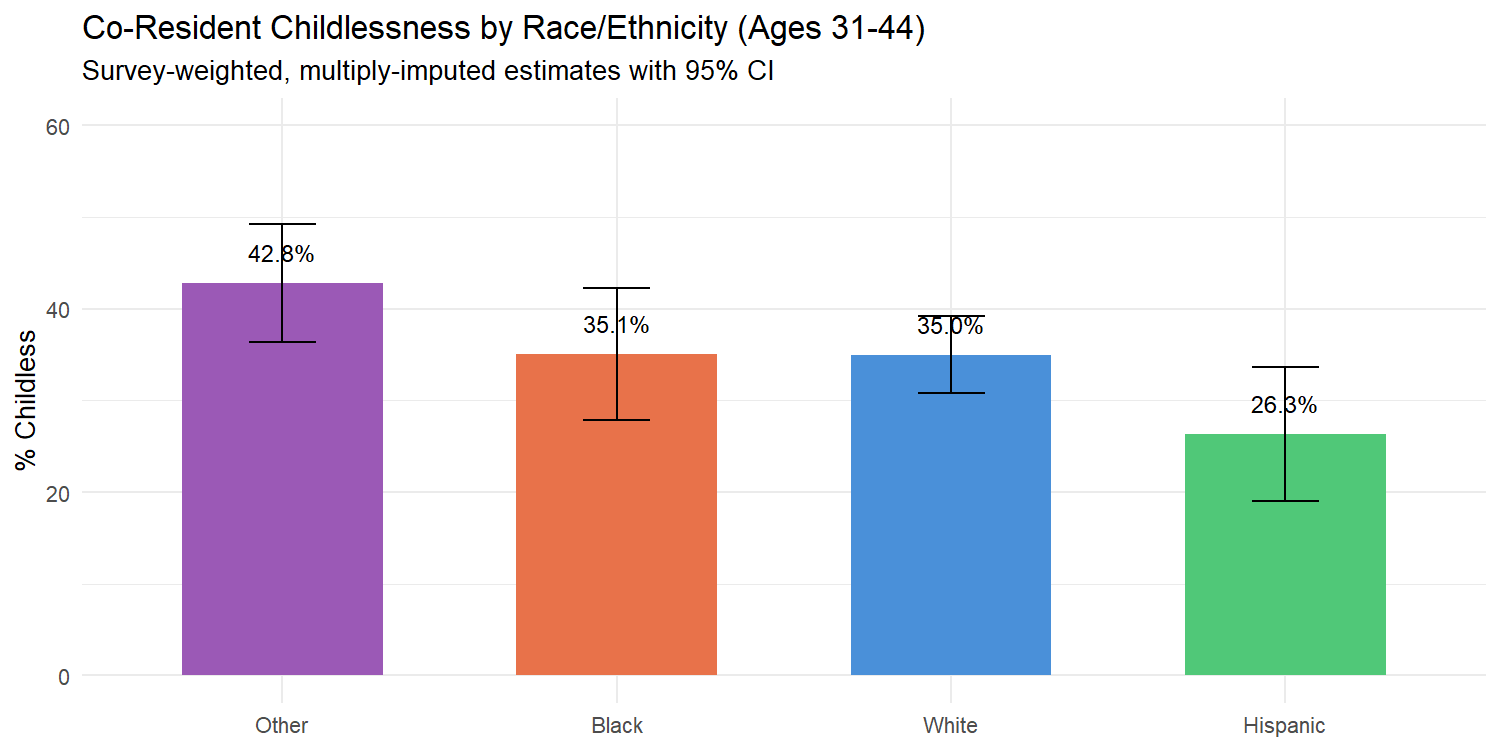 Co-Resident Childlessness by Race/Ethnicity (Ages 31-44)
Survey-weighted, multiply-imputed estimates with 95% CI
% Childless
60
40
20
0
42.8%
35.1%
35.0%
26.3%
Other
Black
White
Hispanic